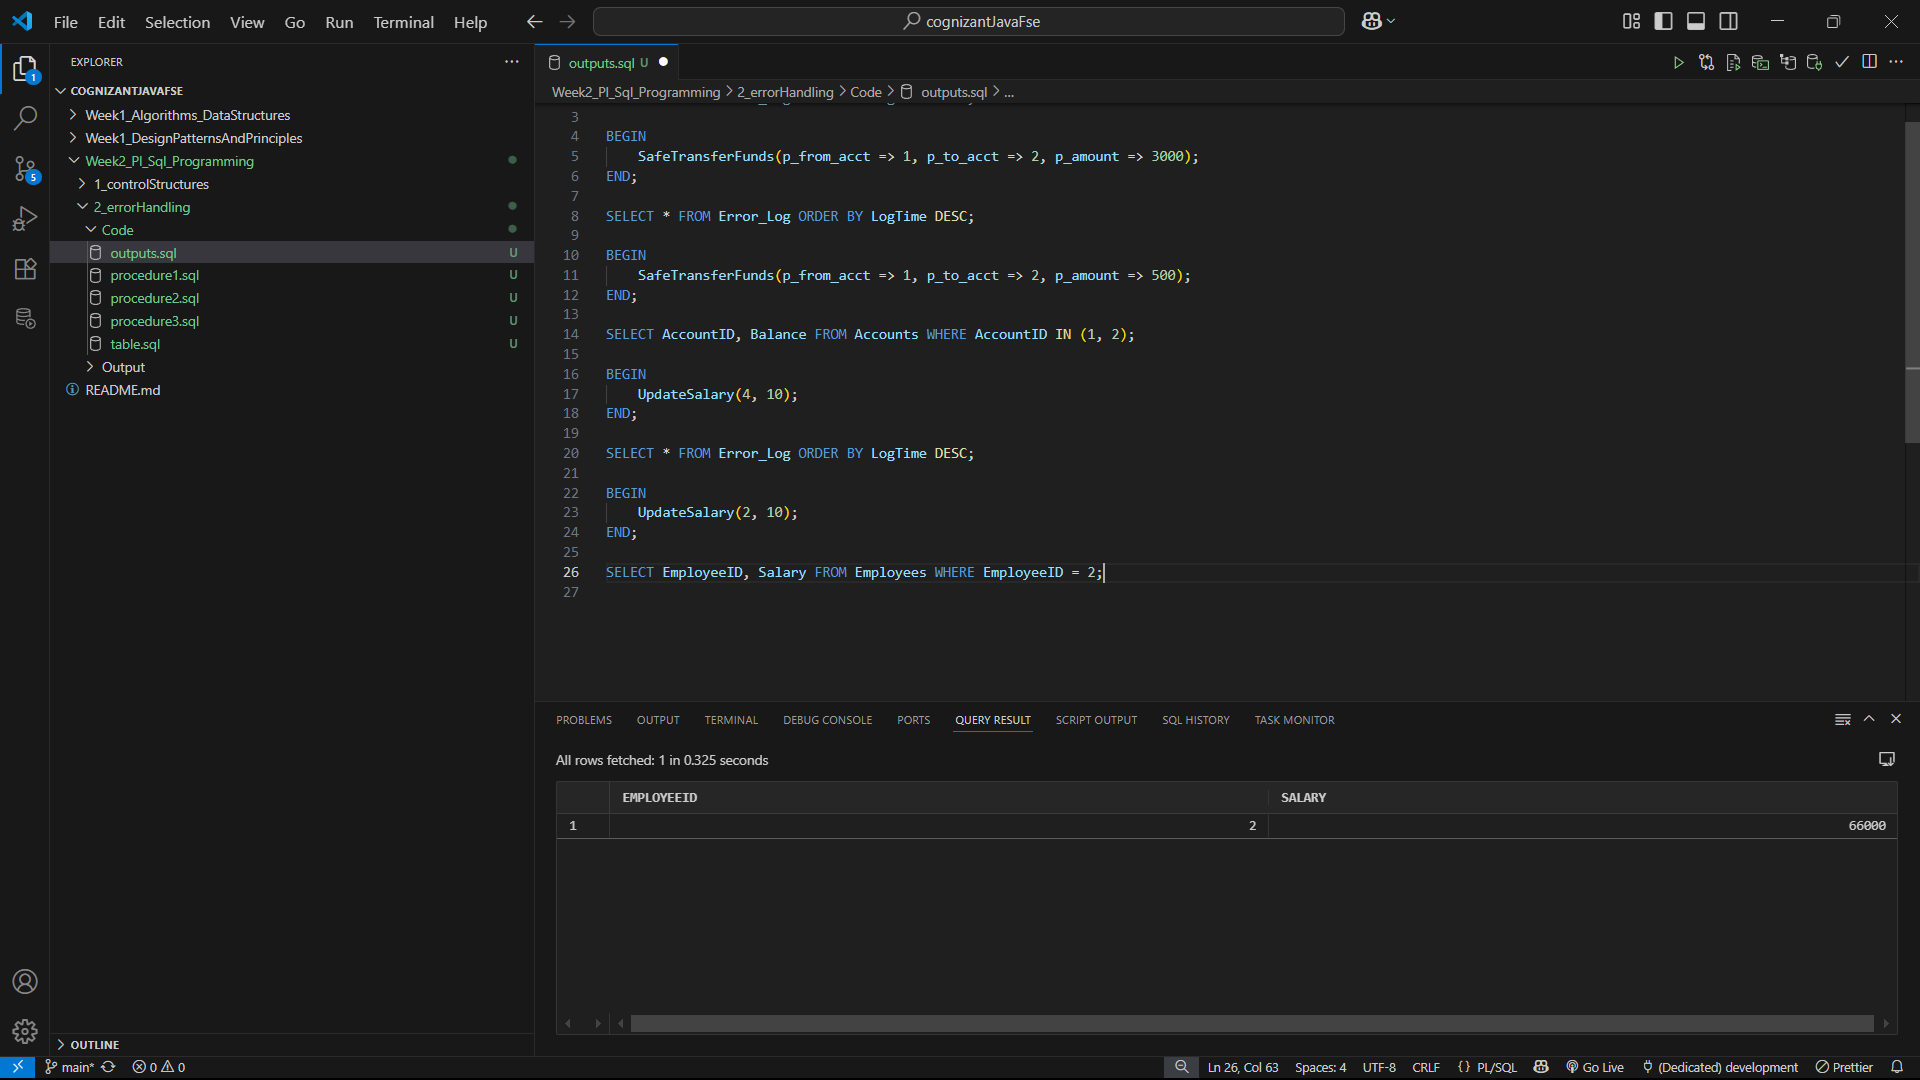 File Edit Selection View Go Run Terminal Help
cognizantJavaFse
EXPLORER
COGNIZANTJAVAFSE
Week1_Algorithms_DataStructures
Week1_DesignPatternsAndPrinciples
Week2_Pl_Sql_Programming
1_controlStructures
2_errorHandling
Code
outputs.sql U
procedure1.sql U
procedure2.sql U
procedure3.sql U
table.sql U
Output
README.md
OUTLINE
1
5
outputs.sql U
Week2_Pl_Sql_Programming > 2_errorHandling > Code > outputs.sql > ...
3
4 BEGIN
5 SafeTransferFunds(p_from_acct => 1, p_to_acct => 2, p_amount => 3000);
6 END;
7
8 SELECT * FROM Error_Log ORDER BY LogTime DESC;
9
10 BEGIN
11 SafeTransferFunds(p_from_acct => 1, p_to_acct => 2, p_amount => 500);
12 END;
13
14 SELECT AccountID, Balance FROM Accounts WHERE AccountID IN (1, 2);
15
16 BEGIN
17 UpdateSalary(4, 10);
18 END;
19
20 SELECT * FROM Error_Log ORDER BY LogTime DESC;
21
22 BEGIN
23 UpdateSalary(2, 10);
24 END;
25
26 SELECT EmployeeID, Salary FROM Employees WHERE EmployeeID = 2;
27
PROBLEMS OUTPUT TERMINAL DEBUG CONSOLE PORTS QUERY RESULT SCRIPT OUTPUT SQL HISTORY TASK MONITOR
All rows fetched: 1 in 0.325 seconds
EMPLOYEEID SALARY
1 2 66000
main* 0 0 Ln 26, Col 63 Spaces: 4 UTF-8 CRLF {} PL/SQL Go Live (Dedicated) development Prettier